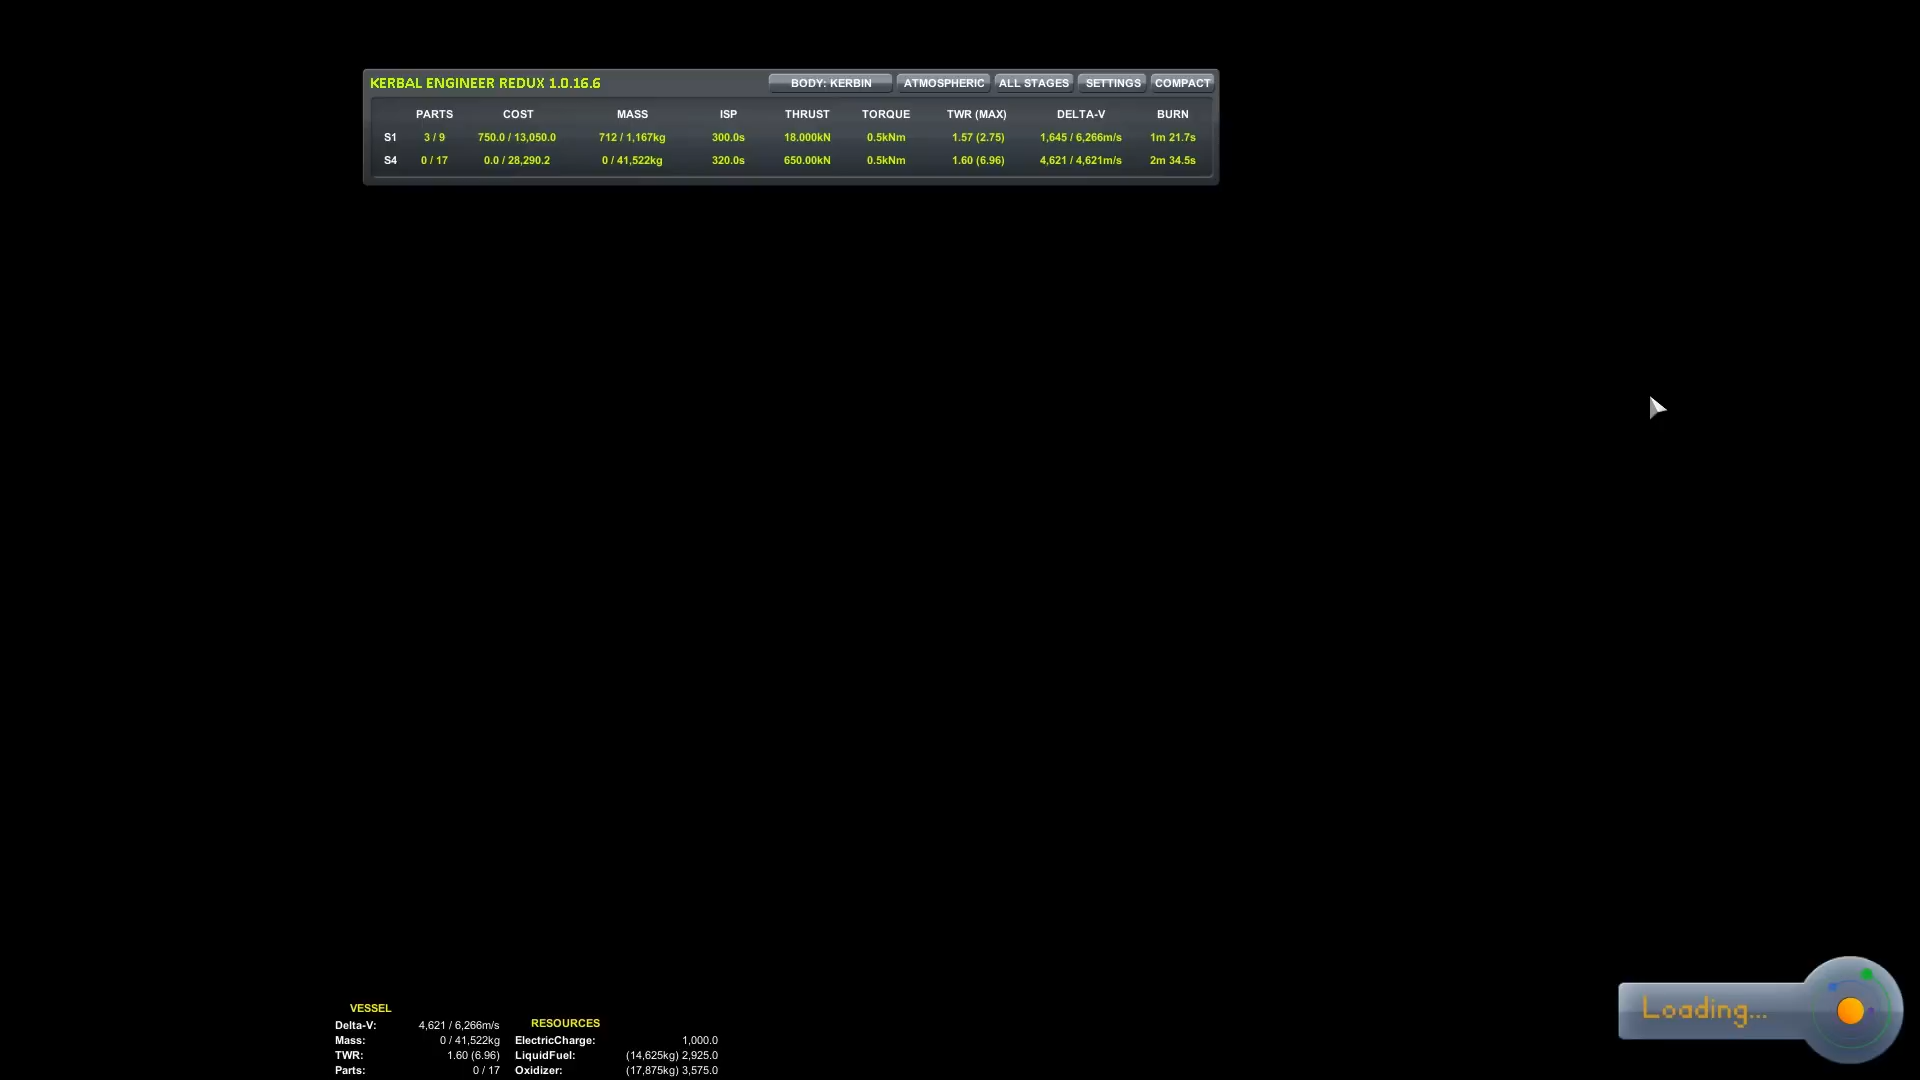 KERBAL ENGINEER REDUX 1.0.16.6 BODY: KERBIN ATMOSPHERIC ALL STAGES SETTINGS COMPACT
PARTS COST MASS ISP THRUST TORQUE TWR (MAX) DELTA-V BURN
S1 3 / 9 750.0 / 13,050.0 712 / 1,167kg 300.0s 18.000kN 0.5kNm 1.57 (2.75) 1,645 / 6,266m/s 1m 21.7s
S4 0 / 17 0.0 / 28,290.2 0 / 41,522kg 320.0s 650.00kN 0.5kNm 1.60 (6.96) 4,621 / 4,621m/s 2m 34.5s
Loading...
VESSEL
Delta-V: 4,621 / 6,266m/s
Mass: 0 / 41,522kg
TWR: 1.60 (6.96)
Parts: 0 / 17
RESOURCES
ElectricCharge: 1,000.0
LiquidFuel: (14,625kg) 2,925.0
Oxidizer: (17,875kg) 3,575.0